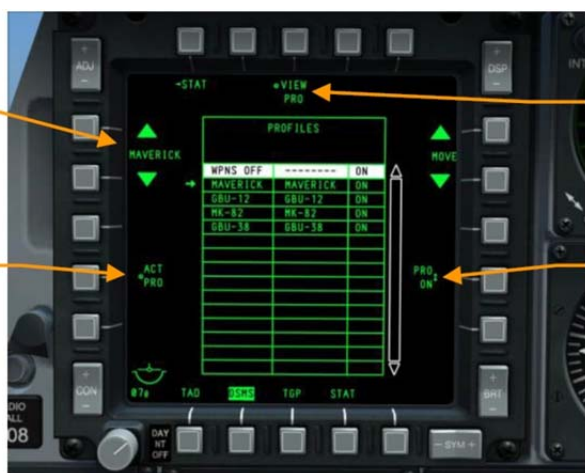 ADJ
DSP
INT
→STAT
VIEW
PRO
PROFILES
MAVERICK
MOVE
WPNS OFF -------- ON
MAVERICK MAVERICK ON
GBU-12 GBU-12 ON
MK-82 MK-82 ON
GBU-38 GBU-38 ON
ACT
PRO
PRO
ON
TAD DSMS TGP STAT
CON
BRT
DAY
NT
OFF
- SYM +
08